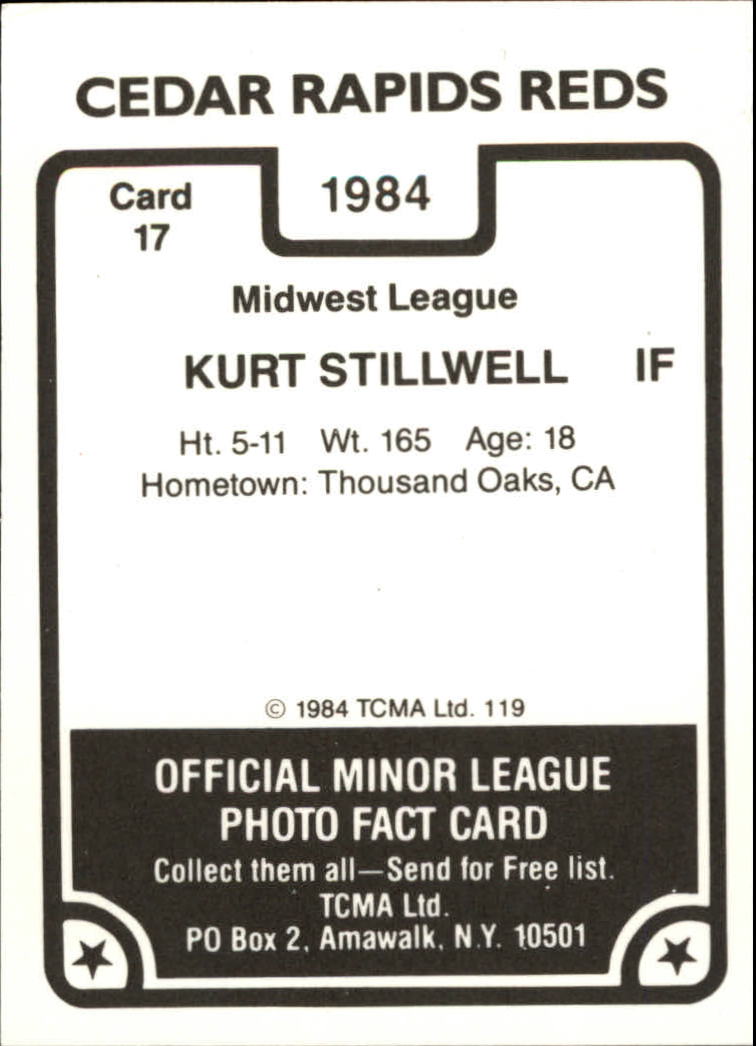 CEDAR RAPIDS REDS
Card
17
1984
Midwest League
KURT STILLWELL IF
Ht. 5-11 Wt. 165 Age: 18
Hometown: Thousand Oaks, CA
© 1984 TCMA Ltd. 119
OFFICIAL MINOR LEAGUE
PHOTO FACT CARD
Collect them all—Send for Free list.
TCMA Ltd.
PO Box 2, Amawalk, N.Y. 10501